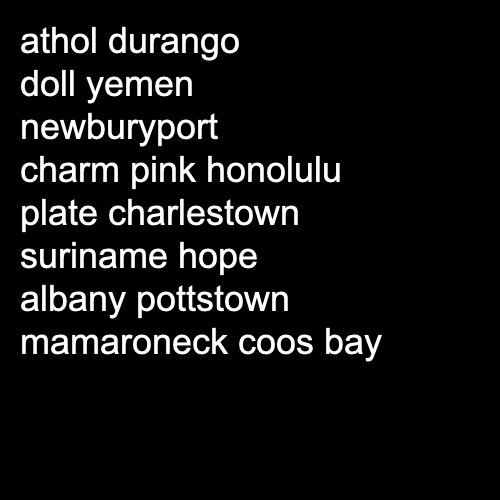 athol durango
doll yemen
newburyport
charm pink honolulu
plate charlestown
suriname hope
albany pottstown
mamaroneck coos bay